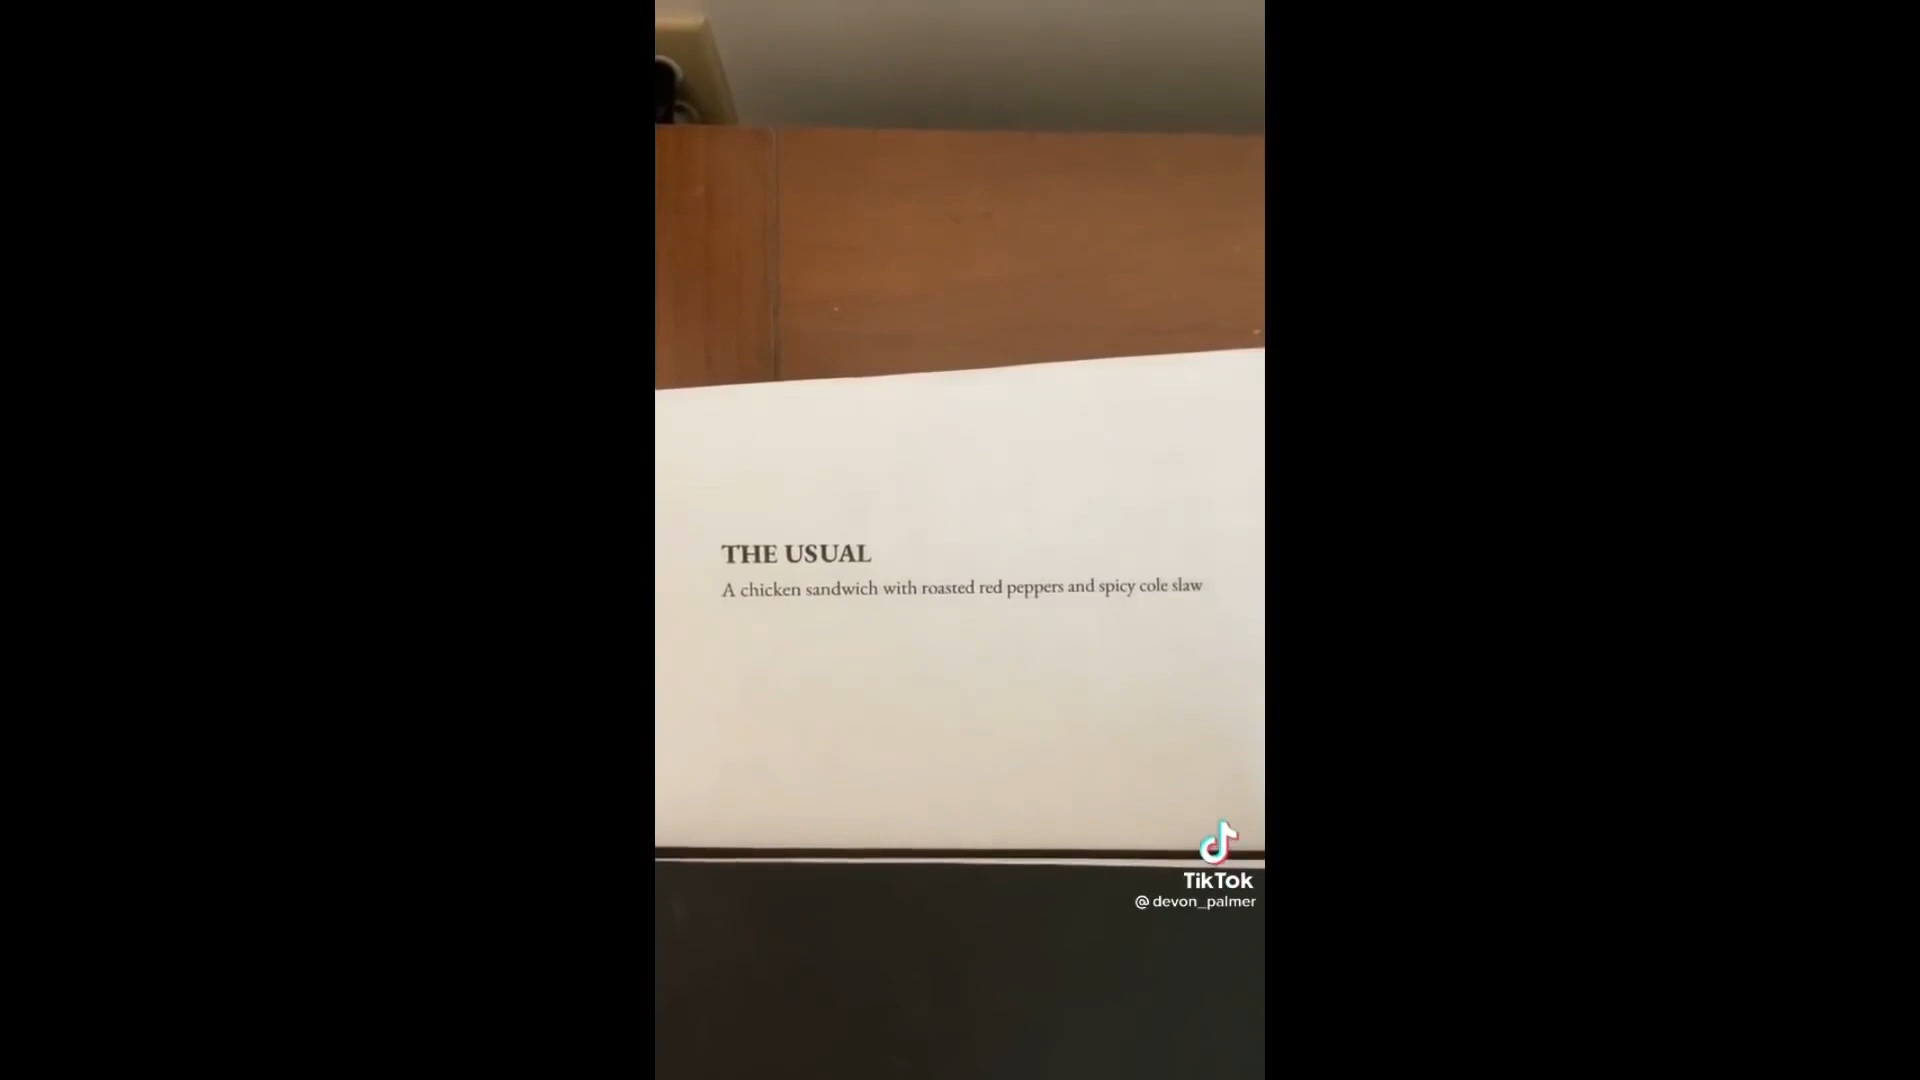 THE USUAL
A chicken sandwich with roasted red peppers and spicy cole slaw
TikTok
@devon_palmer